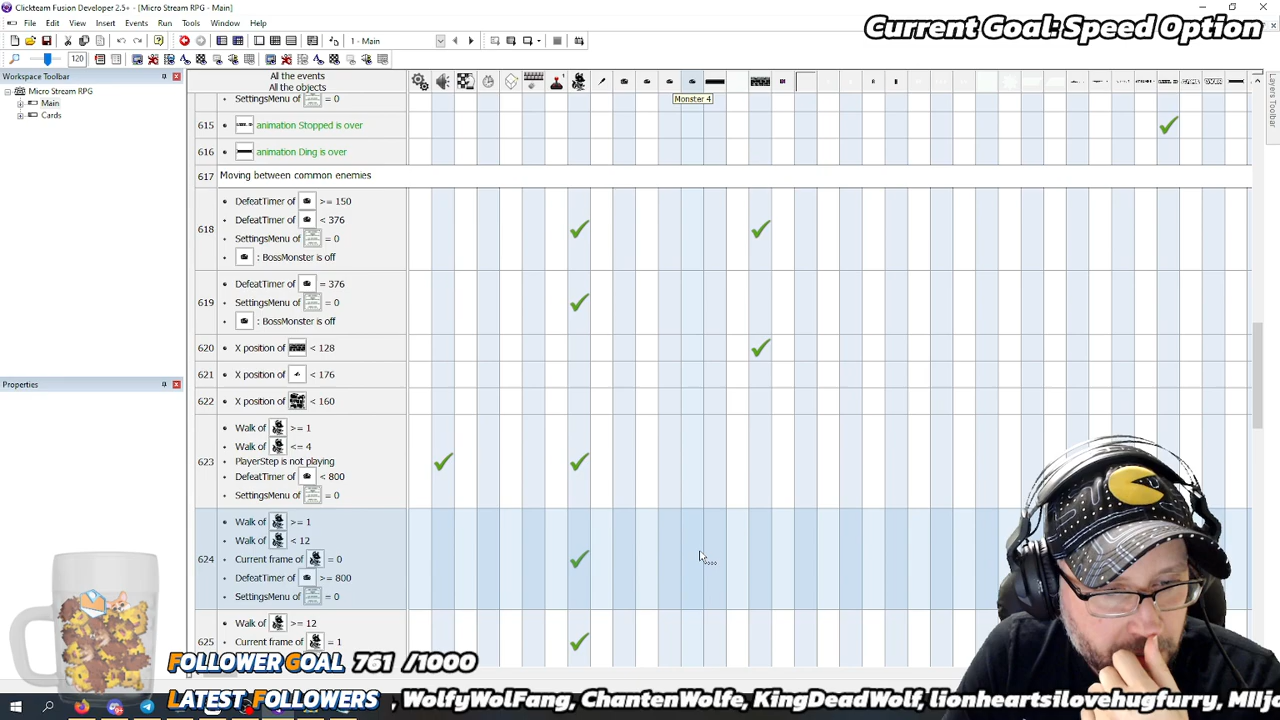 Clickteam Fusion Developer 2.5+ - [Micro Stream RPG - Main]
File Edit View Insert Events Run Tools Window Help
Current Goal: Speed Option
1 - Main
120
Workspace Toolbar
Micro Stream RPG
Main
Cards
Properties
Layers Toolbar
All the events
All the objects
Monster 4
SettingsMenu of = 0
615 animation Stopped is over
616 animation Ding is over
617 Moving between common enemies
618
DefeatTimer of >= 150
DefeatTimer of < 376
SettingsMenu of = 0
: BossMonster is off
619
DefeatTimer of = 376
SettingsMenu of = 0
: BossMonster is off
620 X position of < 128
621 X position of < 176
622 X position of < 160
623
Walk of >= 1
Walk of <= 4
PlayerStep is not playing
DefeatTimer of < 800
SettingsMenu of = 0
624
Walk of >= 1
Walk of < 12
Current frame of = 0
DefeatTimer of >= 800
SettingsMenu of = 0
625
Walk of >= 12
Current frame of = 1
Follower Goal 761 /1000
Latest Followers , WolfyWolFang, ChantenWolfe, KingDeadWolf, lionheartsilovehugfurry,